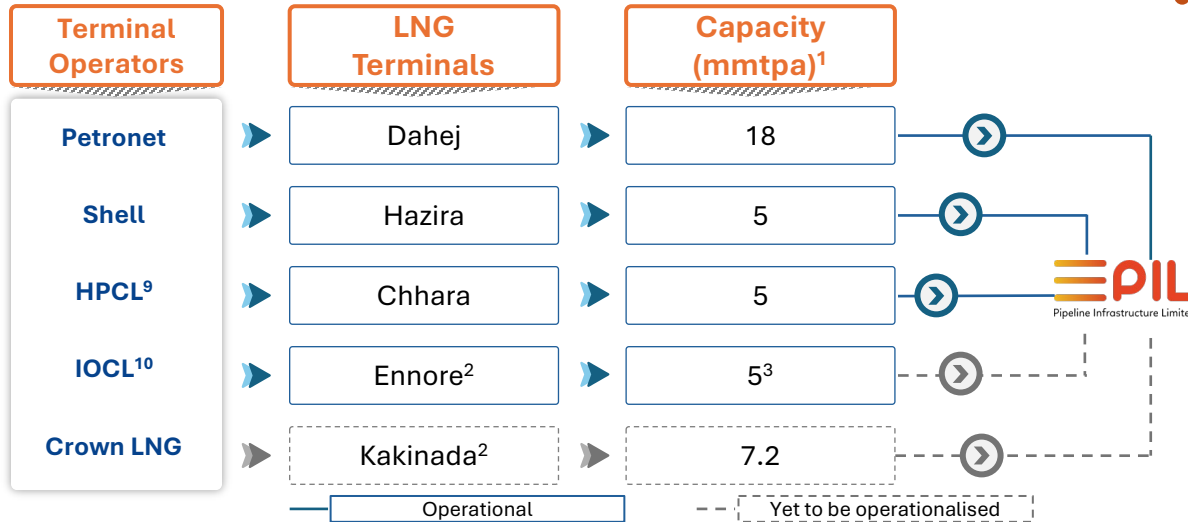 Terminal
Operators
LNG
Terminals
Capacity
(mmtpa)¹
Petronet
Dahej
18
Shell
Hazira
5
HPCL⁹
Chhara
5
PIL
Pipeline Infrastructure Limite
IOCL¹⁰
Ennore²
5³
Crown LNG
Kakinada²
7.2
Operational
Yet to be operationalised